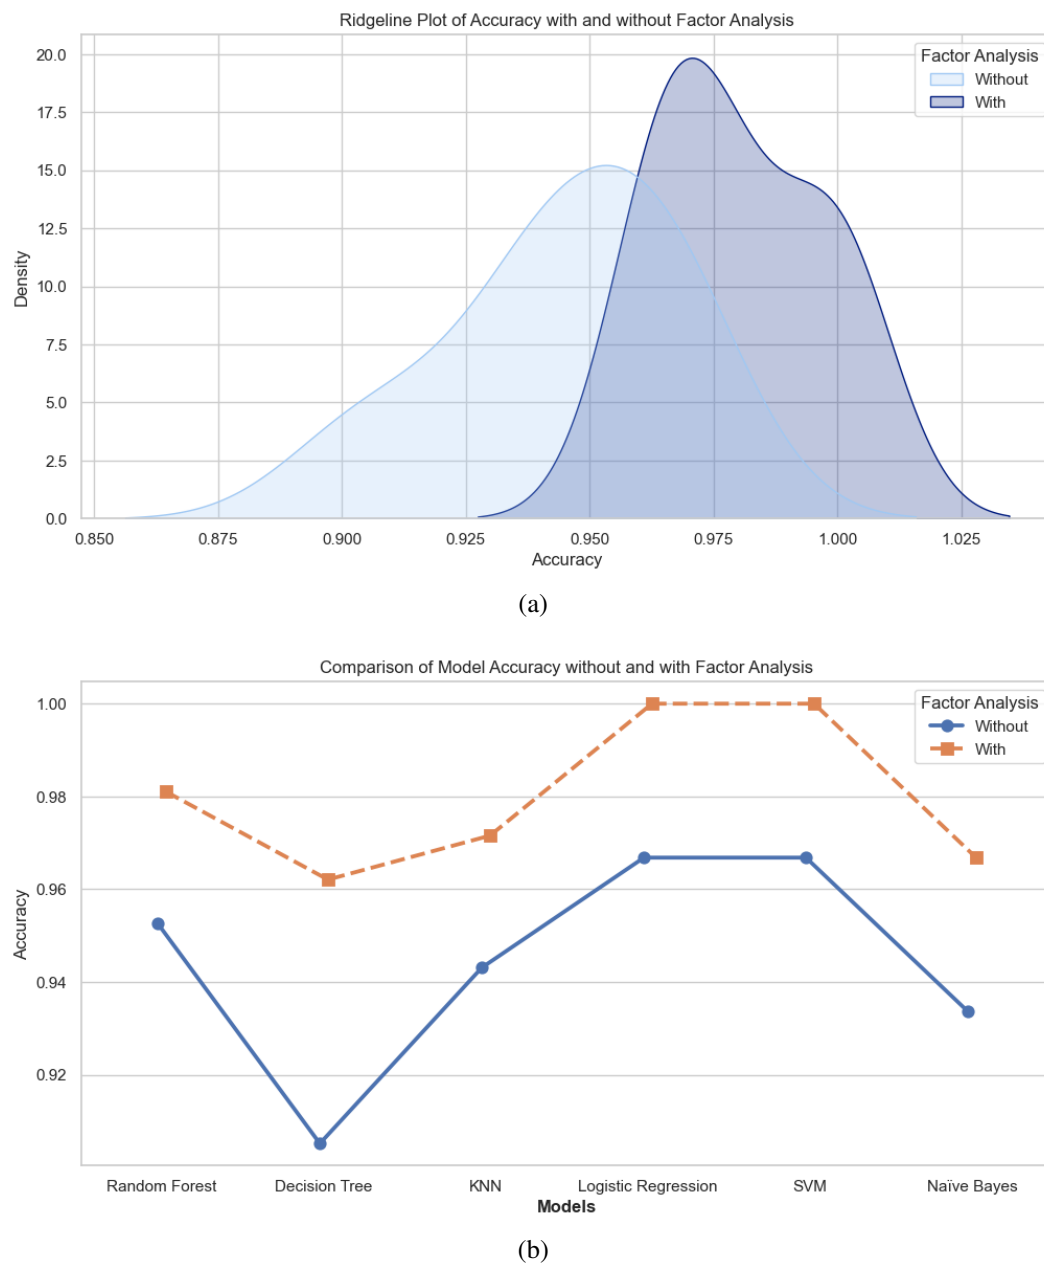 Ridgeline Plot of Accuracy with and without Factor Analysis
20.0
17.5
15.0
12.5
10.0
7.5
5.0
2.5
0.0
Density
Factor Analysis
Without
With
0.850 0.875 0.900 0.925 0.950 0.975 1.000 1.025
Accuracy
(a)
Comparison of Model Accuracy without and with Factor Analysis
1.00
0.98
0.96
0.94
0.92
Accuracy
Factor Analysis
Without
With
Random Forest Decision Tree KNN Logistic Regression SVM Naïve Bayes
Models
(b)